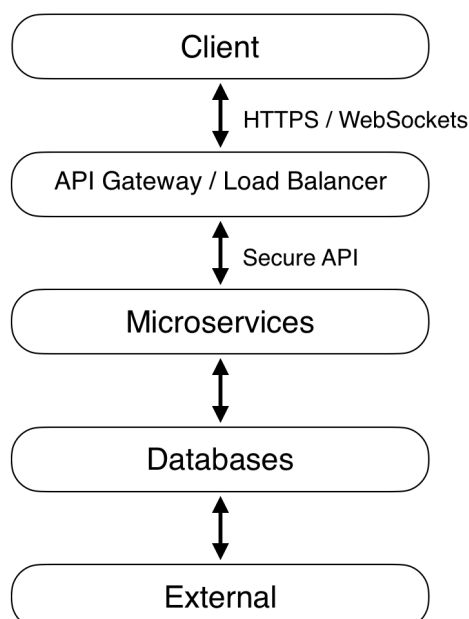 Client
HTTPS / WebSockets
API Gateway / Load Balancer
Secure API
Microservices
Databases
External